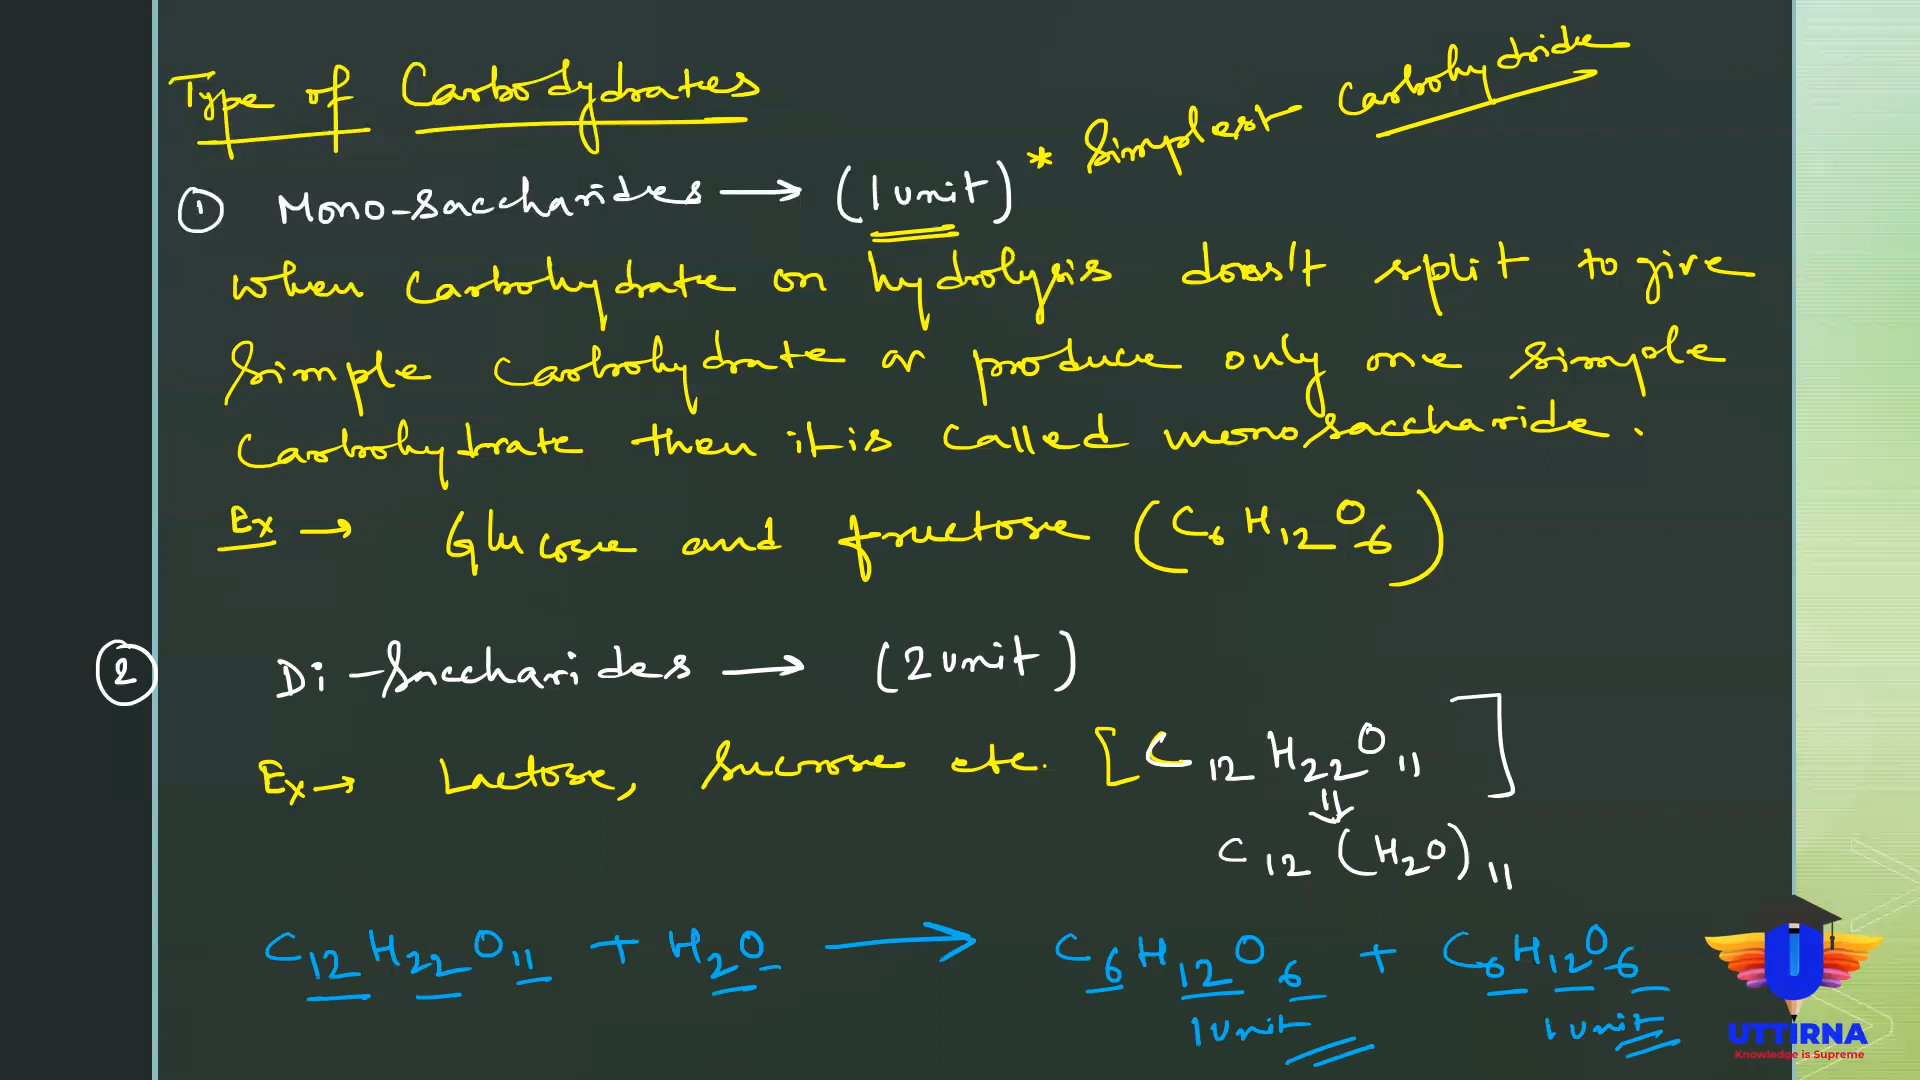 Type of Carbodydrates
* Simplest Carbohydride
① Mono-Saccharides → (1 unit)
when Carbohydrate on hydrolysis does't split to give
Simple Carbohydrate or produce only one simple
Carbohydrate then it is called monosaccharide.
Ex → Glucose and fructose (C₆H₁₂O₆)
② Di-Saccharides → (2 unit)
Ex → Lactose, Sucrose etc. [C₁₂H₂₂O₁₁]
⇓
C₁₂(H₂O)₁₁
C₁₂H₂₂O₁₁ + H₂O → C₆H₁₂O₆ + C₆H₁₂O₆
1 unit 1 unit
UTTIRNA
Knowledge is Supreme